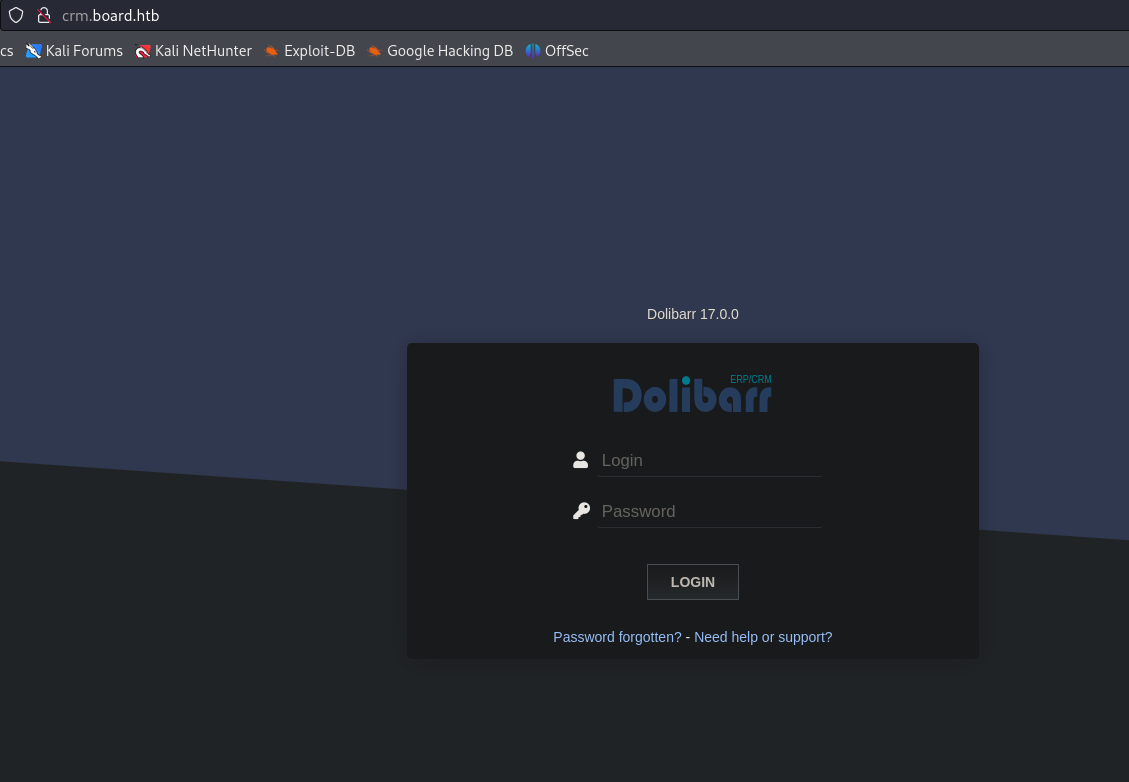 crm.board.htb
cs Kali Forums Kali NetHunter Exploit-DB Google Hacking DB OffSec
Dolibarr 17.0.0
ERP/CRM
Dolibarr
Login
Password
LOGIN
Password forgotten? - Need help or support?